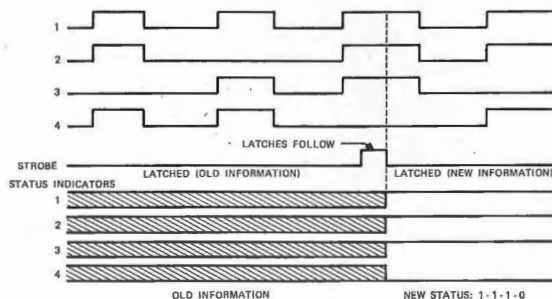 1
2
3
4
LATCHES FOLLOW
STROBE
LATCHED (OLD INFORMATION)
LATCHED (NEW INFORMATION)
STATUS INDICATORS
1
2
3
4
OLD INFORMATION
NEW STATUS: 1-1-1-0